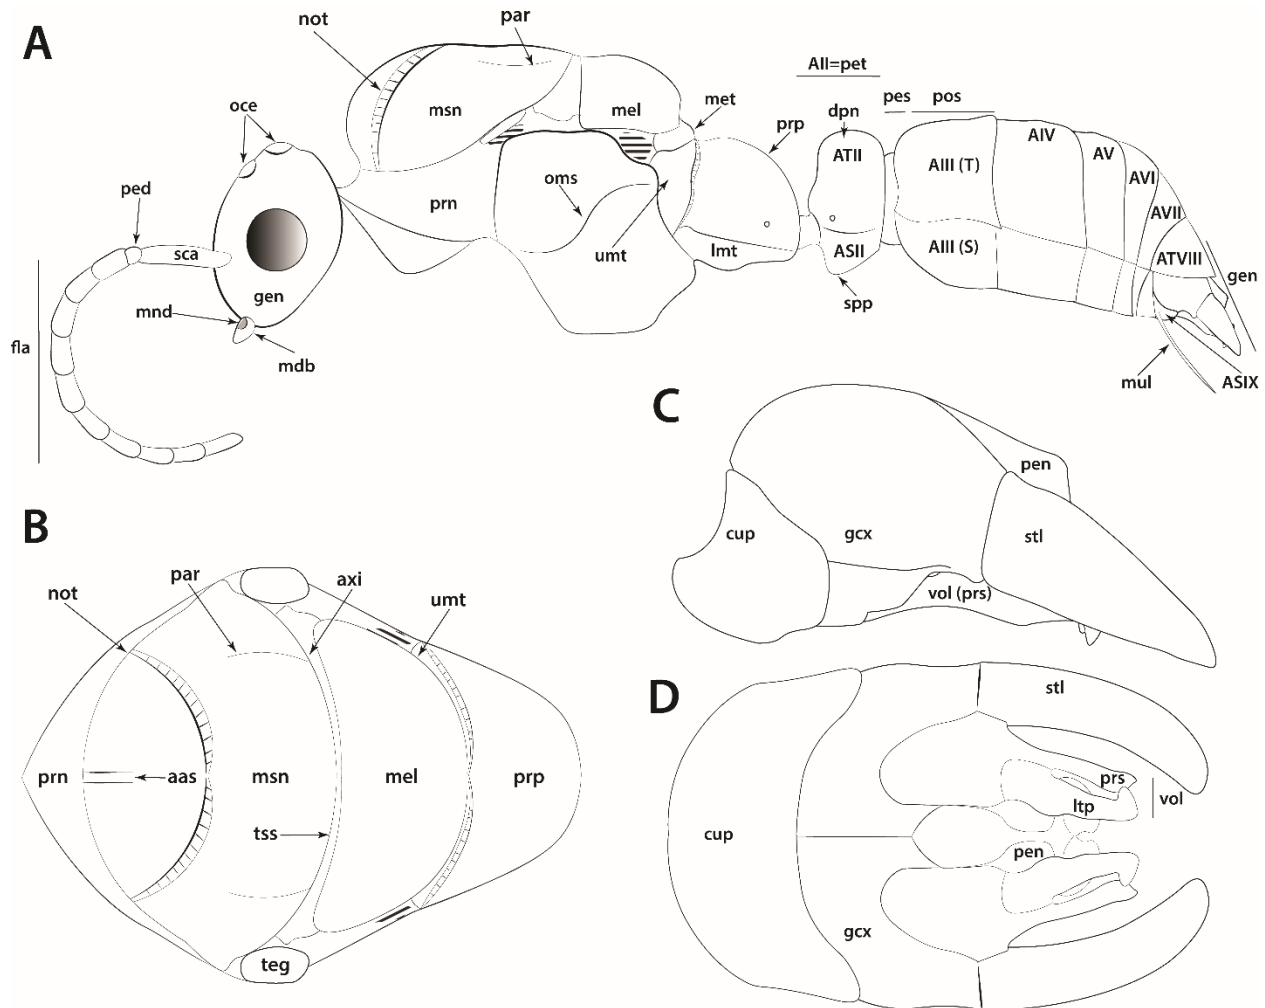 A
not
par
oce
msn
mel
met
AII=pet
pes
pos
dpn
prp
ATII
AIV
AV
AVI
AVII
ATVIII
AIII (T)
ped
sca
prn
oms
umt
lmt
ASII
AIII (S)
gen
gen
mnd
mdb
fla
spp
mul
ASIX
C
pen
cup
gcx
stl
vol (prs)
B
not
par
axi
umt
prn
aas
msn
mel
prp
tss
teg
D
stl
prs
ltp
vol
cup
pen
gcx